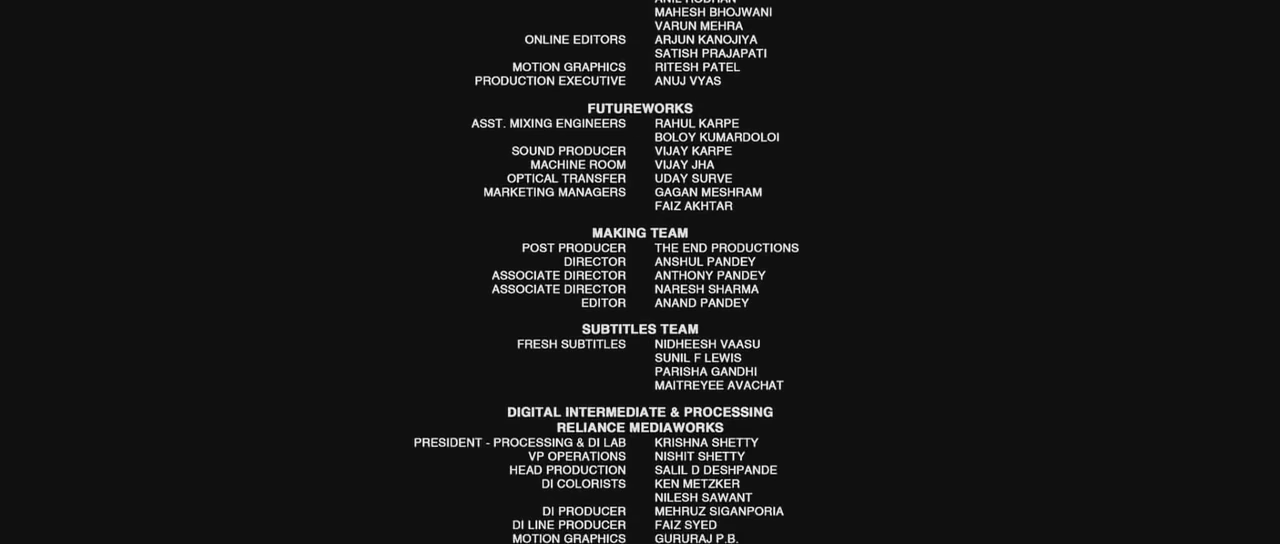 MAHESH BHOJWANI
VARUN MEHRA
ONLINE EDITORS ARJUN KANOJIYA
SATISH PRAJAPATI
MOTION GRAPHICS RITESH PATEL
PRODUCTION EXECUTIVE ANUJ VYAS
FUTUREWORKS
ASST. MIXING ENGINEERS RAHUL KARPE
BOLOY KUMARDOLOI
SOUND PRODUCER VIJAY KARPE
MACHINE ROOM VIJAY JHA
OPTICAL TRANSFER UDAY SURVE
MARKETING MANAGERS GAGAN MESHRAM
FAIZ AKHTAR
MAKING TEAM
POST PRODUCER THE END PRODUCTIONS
DIRECTOR ANSHUL PANDEY
ASSOCIATE DIRECTOR ANTHONY PANDEY
ASSOCIATE DIRECTOR NARESH SHARMA
EDITOR ANAND PANDEY
SUBTITLES TEAM
FRESH SUBTITLES NIDHEESH VAASU
SUNIL F LEWIS
PARISHA GANDHI
MAITREYEE AVACHAT
DIGITAL INTERMEDIATE & PROCESSING
RELIANCE MEDIAWORKS
PRESIDENT - PROCESSING & DI LAB KRISHNA SHETTY
VP OPERATIONS NISHIT SHETTY
HEAD PRODUCTION SALIL D DESHPANDE
DI COLORISTS KEN METZKER
NILESH SAWANT
DI PRODUCER MEHRUZ SIGANPORIA
DI LINE PRODUCER FAIZ SYED
MOTION GRAPHICS GURURAJ P.B.